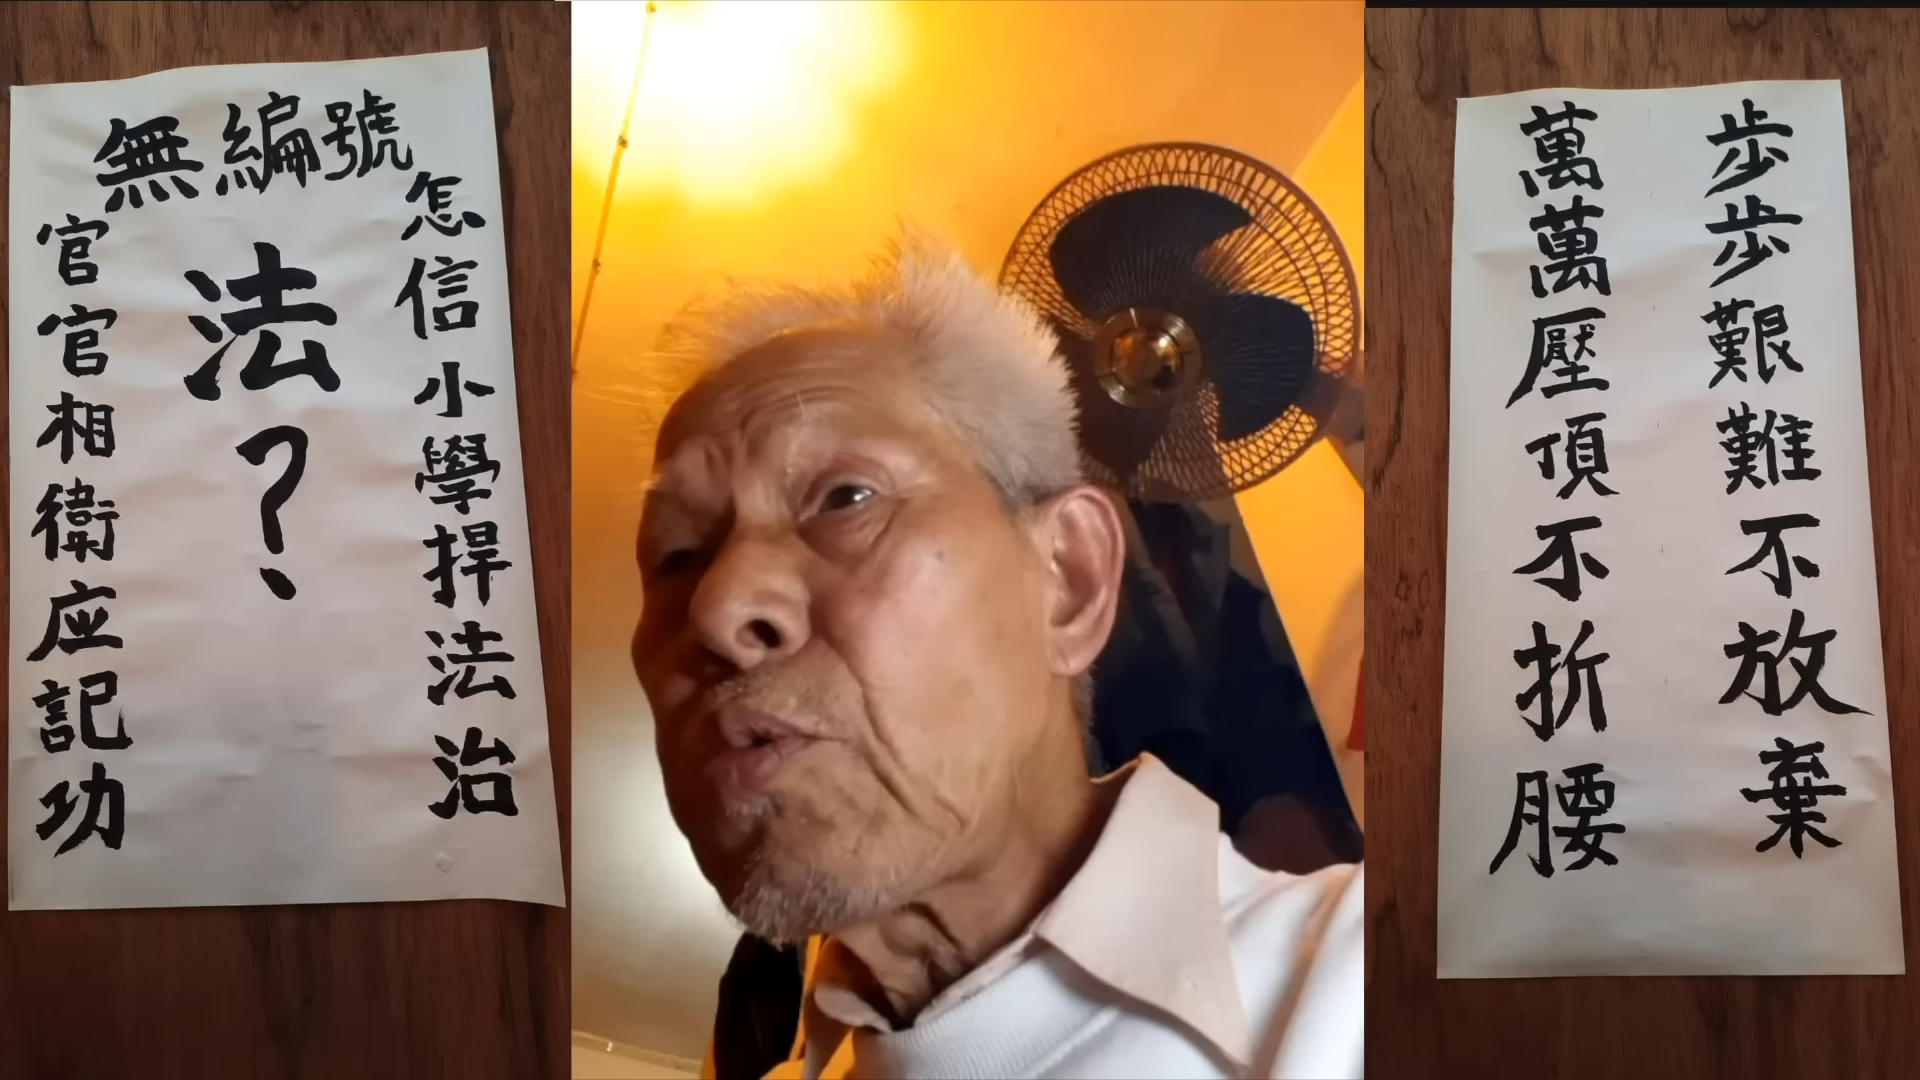 無編號
怎信小學捍法治
法?
官官相衛应記功
步步艱難不放棄
萬萬壓頂不折腰